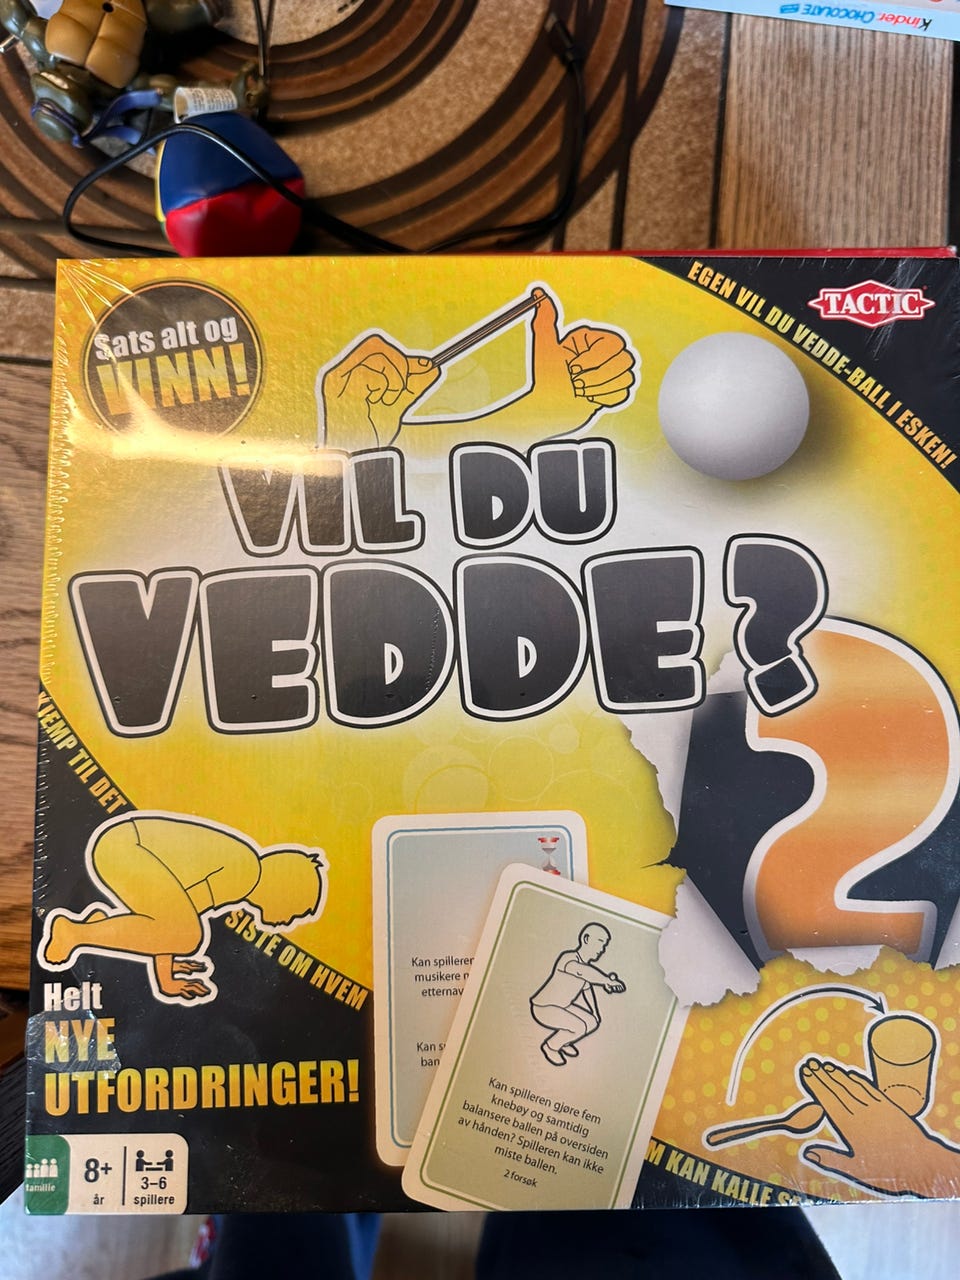 Kinder CHOCOLATE
Sats alt og
VINN!
EGEN VIL DU VEDDE-BALL I ESKEN!
TACTIC
VIL DU
VEDDE?
2
KJEMP TIL DET
SISTE OM HVEM
Helt
NYE
UTFORDRINGER!
Kan spilleren
musikere
etternav
Kan
ban
Kan spilleren gjøre fem
knebøy og samtidig
balansere ballen på oversiden
av hånden? Spilleren kan ikke
miste ballen.
2 forsøk
KAN KALLE
familie
8+
år
3–6
spillere